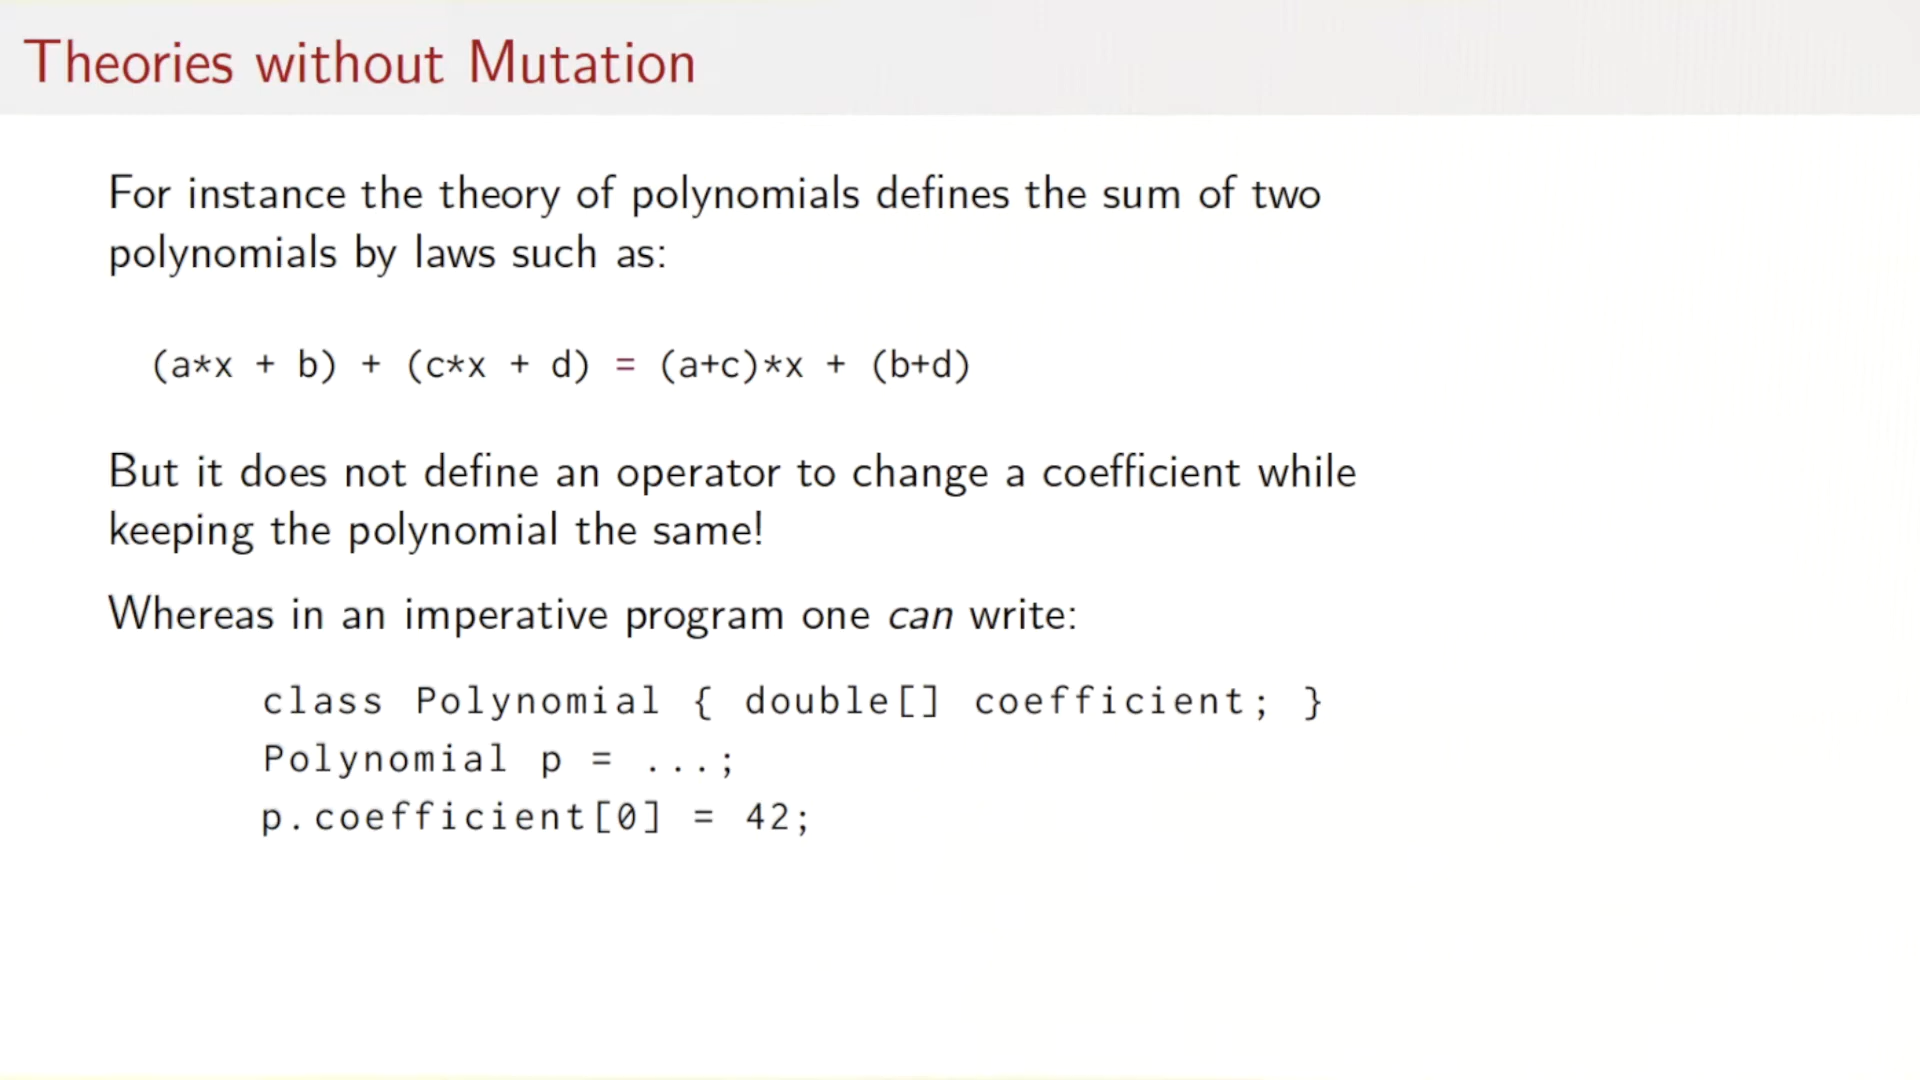 Theories without Mutation
For instance the theory of polynomials defines the sum of two
polynomials by laws such as:
(a*x + b) + (c*x + d) = (a+c)*x + (b+d)
But it does not define an operator to change a coefficient while
keeping the polynomial the same!
Whereas in an imperative program one can write:
class Polynomial { double[] coefficient; }
Polynomial p = ...;
p.coefficient[0] = 42;